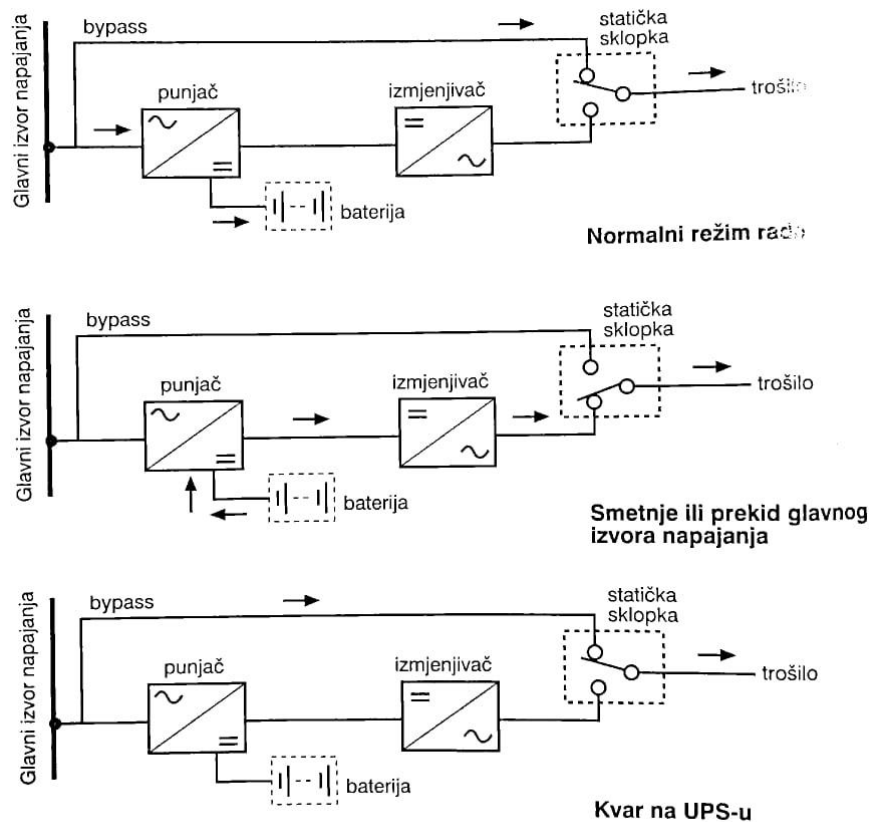 Glavni izvor napajanja
bypass
statička
sklopka
punjač
izmjenjivač
trošilo
baterija
Normalni režim rada
Glavni izvor napajanja
bypass
statička
sklopka
punjač
izmjenjivač
trošilo
baterija
Smetnje ili prekid glavnog
izvora napajanja
Glavni izvor napajanja
bypass
statička
sklopka
punjač
izmjenjivač
trošilo
baterija
Kvar na UPS-u